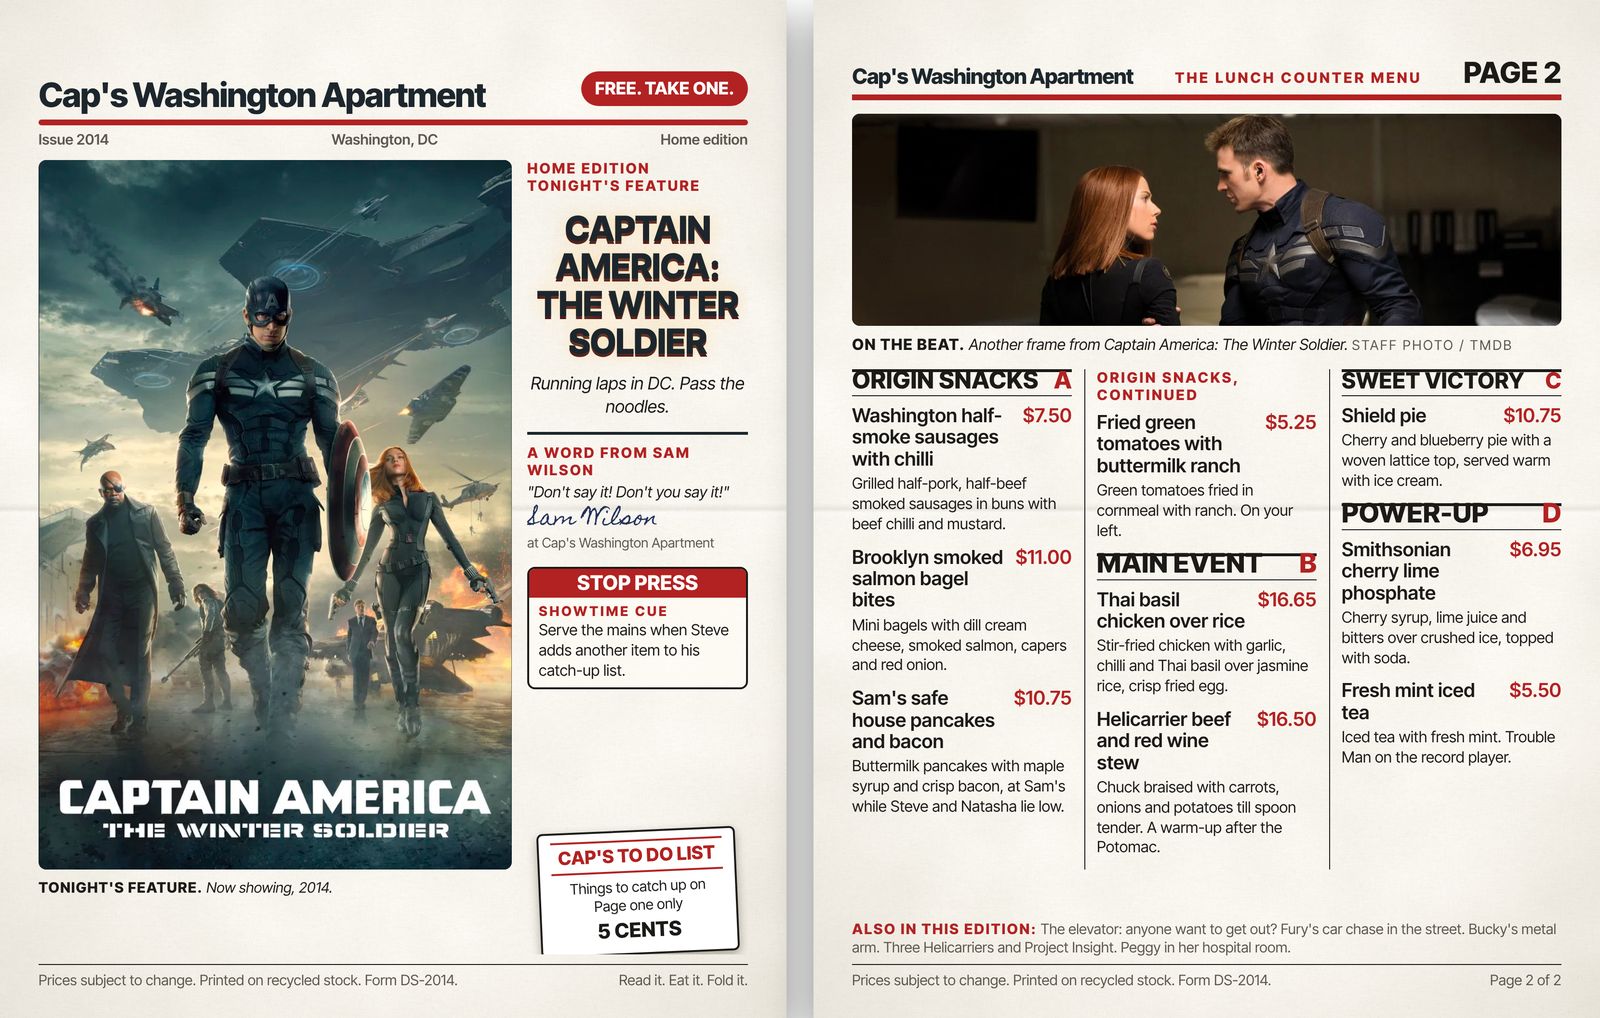 Cap's Washington Apartment
FREE. TAKE ONE.
Issue 2014
Washington, DC
Home edition
CAPTAIN AMERICA
THE WINTER SOLDIER
TONIGHT'S FEATURE. Now showing, 2014.
HOME EDITION
TONIGHT'S FEATURE
CAPTAIN
AMERICA:
THE WINTER
SOLDIER
Running laps in DC. Pass the
noodles.
A WORD FROM SAM
WILSON
"Don't say it! Don't you say it!"
Sam Wilson
at Cap's Washington Apartment
STOP PRESS
SHOWTIME CUE
Serve the mains when Steve
adds another item to his
catch-up list.
CAP'S TO DO LIST
Things to catch up on
Page one only
5 CENTS
Prices subject to change. Printed on recycled stock. Form DS-2014.
Read it. Eat it. Fold it.
Cap's Washington Apartment
THE LUNCH COUNTER MENU
PAGE 2
ON THE BEAT. Another frame from Captain America: The Winter Soldier. STAFF PHOTO / TMDB
ORIGIN SNACKS A
Washington half- $7.50
smoke sausages
with chilli
Grilled half-pork, half-beef
smoked sausages in buns with
beef chilli and mustard.
Brooklyn smoked $11.00
salmon bagel
bites
Mini bagels with dill cream
cheese, smoked salmon, capers
and red onion.
Sam's safe $10.75
house pancakes
and bacon
Buttermilk pancakes with maple
syrup and crisp bacon, at Sam's
while Steve and Natasha lie low.
ORIGIN SNACKS,
CONTINUED
Fried green $5.25
tomatoes with
buttermilk ranch
Green tomatoes fried in
cornmeal with ranch. On your
left.
MAIN EVENT B
Thai basil $16.65
chicken over rice
Stir-fried chicken with garlic,
chilli and Thai basil over jasmine
rice, crisp fried egg.
Helicarrier beef $16.50
and red wine
stew
Chuck braised with carrots,
onions and potatoes till spoon
tender. A warm-up after the
Potomac.
SWEET VICTORY C
Shield pie $10.75
Cherry and blueberry pie with a
woven lattice top, served warm
with ice cream.
POWER-UP D
Smithsonian $6.95
cherry lime
phosphate
Cherry syrup, lime juice and
bitters over crushed ice, topped
with soda.
Fresh mint iced $5.50
tea
Iced tea with fresh mint. Trouble
Man on the record player.
ALSO IN THIS EDITION: The elevator: anyone want to get out? Fury's car chase in the street. Bucky's metal
arm. Three Helicarriers and Project Insight. Peggy in her hospital room.
Prices subject to change. Printed on recycled stock. Form DS-2014.
Page 2 of 2